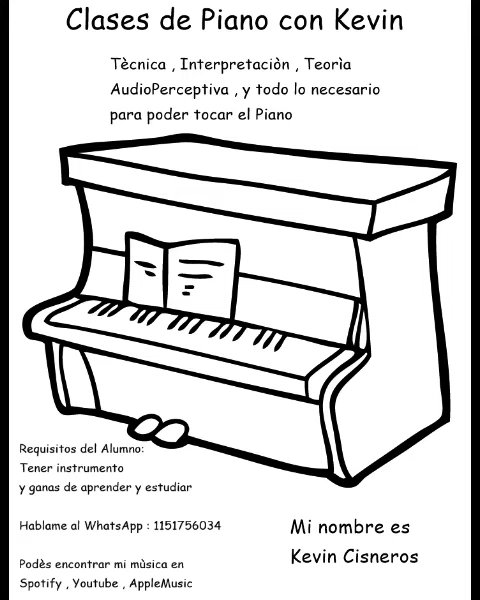 Clases de Piano con Kevin
Tècnica , Interpretaciòn , Teorìa
AudioPerceptiva , y todo lo necesario
para poder tocar el Piano
Requisitos del Alumno:
Tener instrumento
y ganas de aprender y estudiar
Hablame al WhatsApp : 1151756034
Podès encontrar mi mùsica en
Spotify , Youtube , AppleMusic
Mi nombre es
Kevin Cisneros